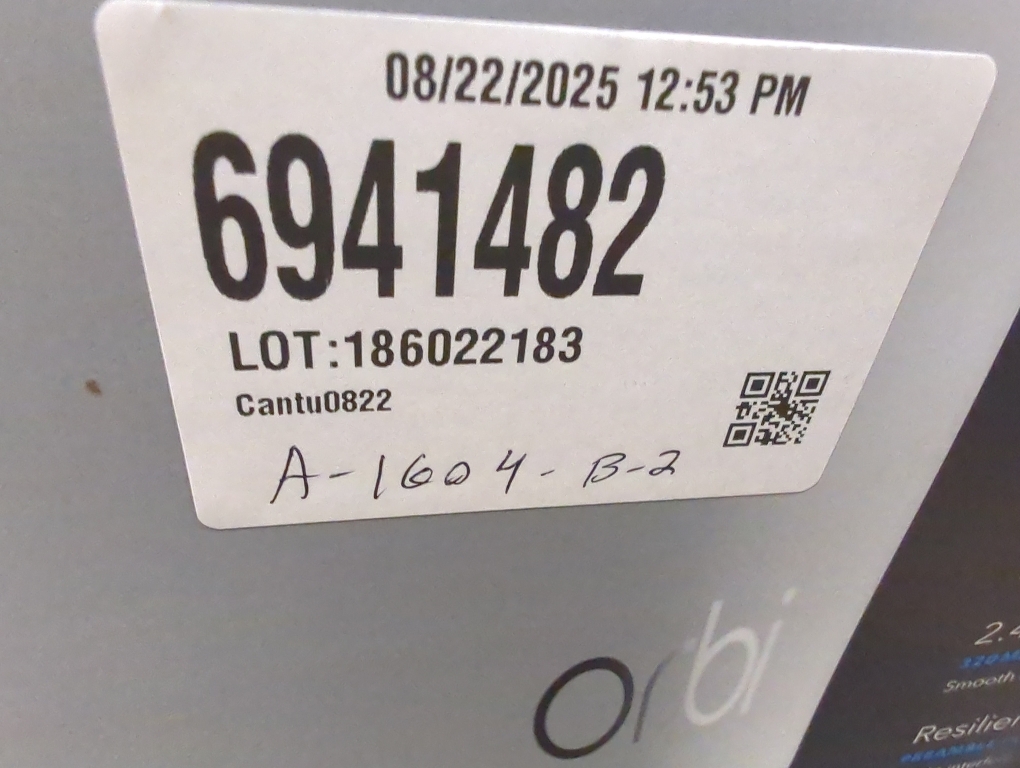 08/22/2025 12:53 PM
6941482
LOT:186022183
Cantu0822
A-1604-B-2
orbi
2.4
Smooth
Resilien